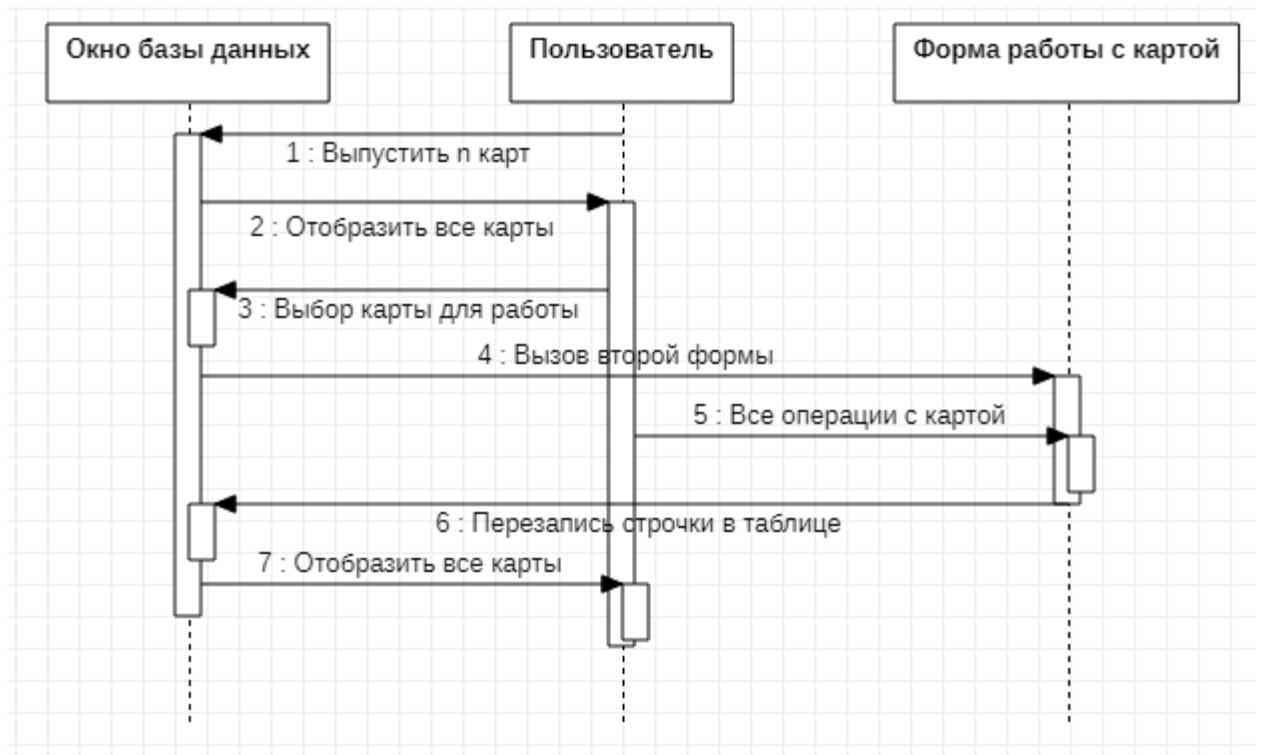 Окно базы данных
Пользователь
Форма работы с картой
1 : Выпустить n карт
2 : Отобразить все карты
3 : Выбор карты для работы
4 : Вызов второй формы
5 : Все операции с картой
6 : Перезапись строчки в таблице
7 : Отобразить все карты